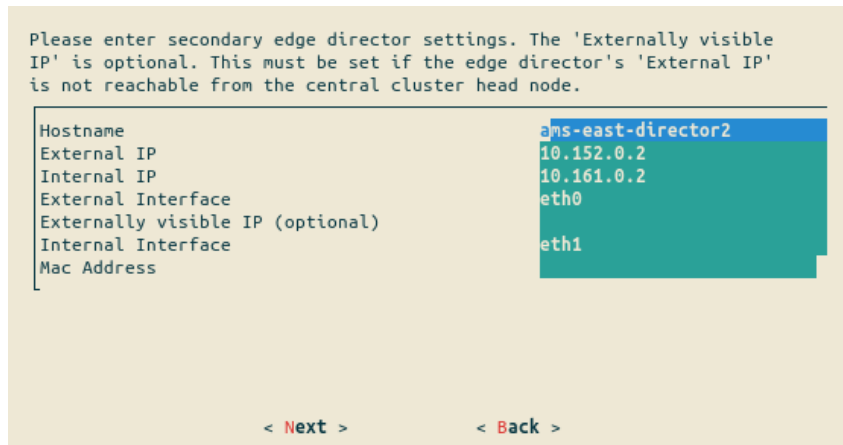 Please enter secondary edge director settings. The 'Externally visible
IP' is optional. This must be set if the edge director's 'External IP'
is not reachable from the central cluster head node.
Hostname ams-east-director2
External IP 10.152.0.2
Internal IP 10.161.0.2
External Interface eth0
Externally visible IP (optional)
Internal Interface eth1
Mac Address
< Next > < Back >